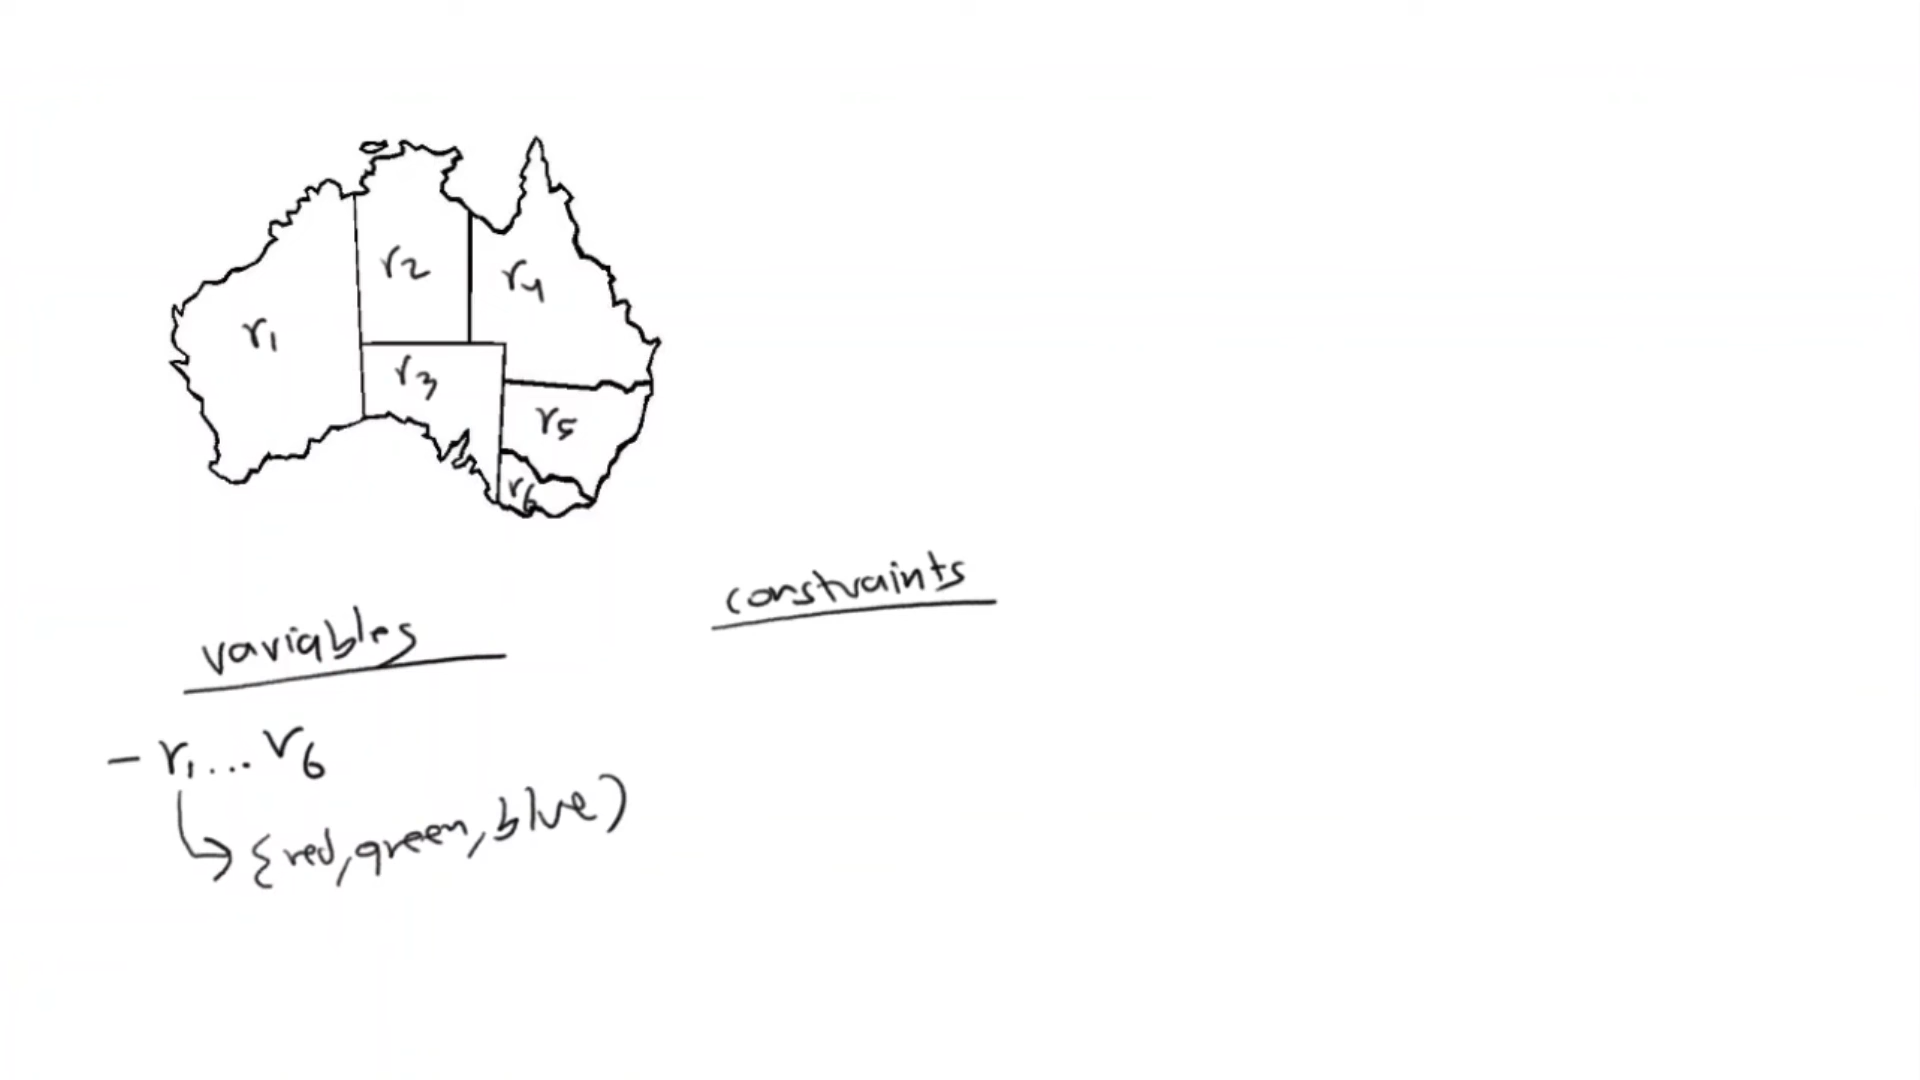 r2
r4
r1
r3
r5
r6
constraints
variables
- r1 ... r6
↳ {red, green, blue)